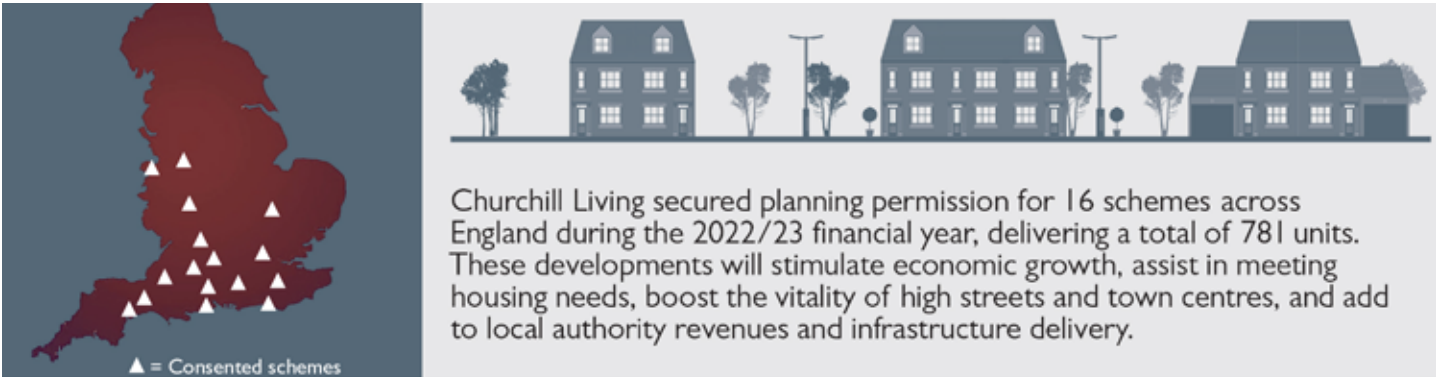 ▲ = Consented schemes
Churchill Living secured planning permission for 16 schemes across
England during the 2022/23 financial year, delivering a total of 781 units.
These developments will stimulate economic growth, assist in meeting
housing needs, boost the vitality of high streets and town centres, and add
to local authority revenues and infrastructure delivery.